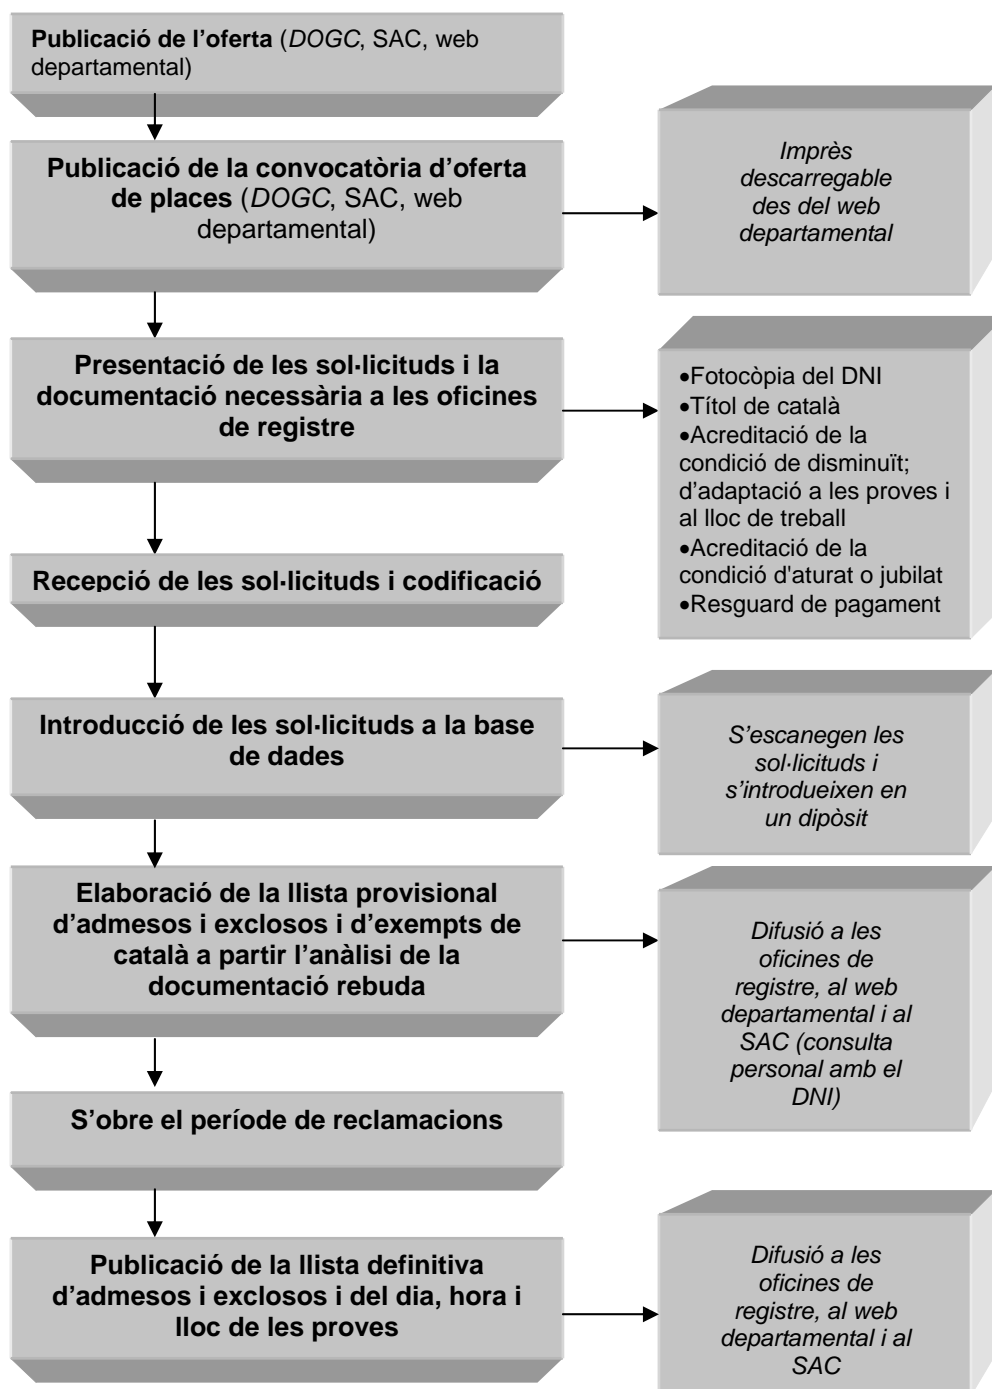 Publicació de l’oferta (DOGC, SAC, web
departamental)
Publicació de la convocatòria d’oferta
de places (DOGC, SAC, web
departamental)
Imprès
descarregable
des del web
departamental
Presentació de les sol·licituds i la
documentació necessària a les oficines
de registre
•Fotocòpia del DNI
•Títol de català
•Acreditació de la
condició de disminuït;
d’adaptació a les proves i
al lloc de treball
•Acreditació de la
condició d'aturat o jubilat
•Resguard de pagament
Recepció de les sol·licituds i codificació
Introducció de les sol·licituds a la base
de dades
S’escanegen les
sol·licituds i
s’introdueixen en
un dipòsit
Elaboració de la llista provisional
d’admesos i exclosos i d’exempts de
català a partir l’anàlisi de la
documentació rebuda
Difusió a les
oficines de
registre, al web
departamental i al
SAC (consulta
personal amb el
DNI)
S’obre el període de reclamacions
Publicació de la llista definitiva
d’admesos i exclosos i del dia, hora i
lloc de les proves
Difusió a les
oficines de
registre, al web
departamental i al
SAC